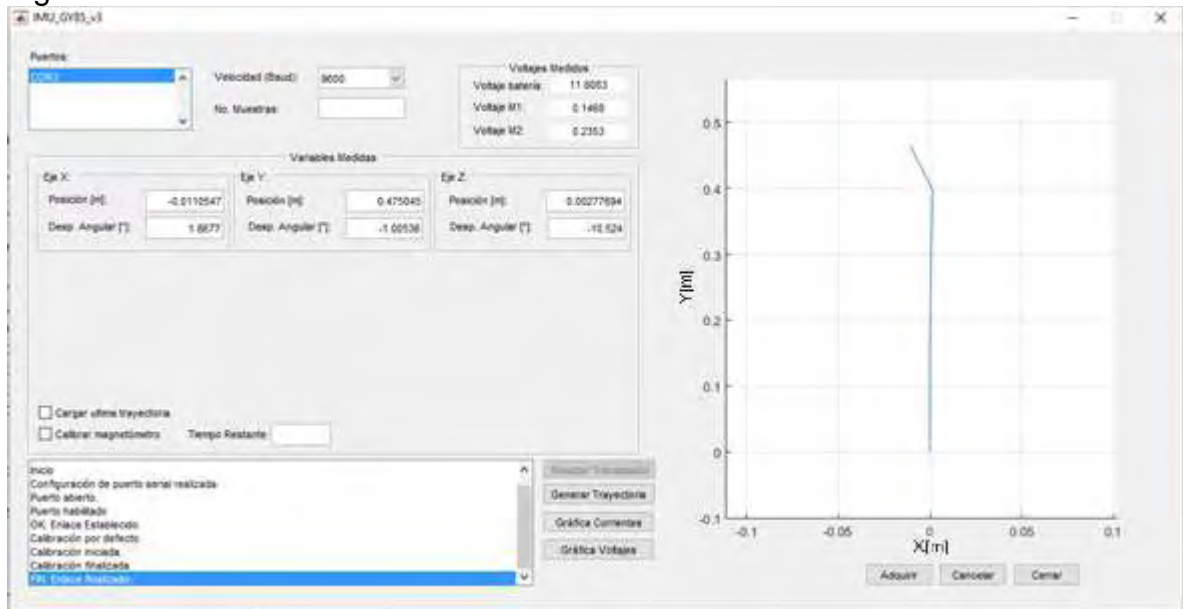 IMU_GY85_v3
Puertos:
COM3
Velocidad (Baud):
9600
No. Muestras:
Voltajes Medidos
Voltaje batería:
Voltaje M1:
0.1468
Voltaje M2:
0.2353
Variables Medidas
Eje X:
Posición [m]:
-0.0110547
Desp. Angular [°]:
1.8677
Eje Y:
Posición [m]:
0.475045
Desp. Angular [°]:
-1.00536
Eje Z:
Posición [m]:
0.00277694
Desp. Angular [°]:
-10.524
Cargar ultima trayectoria
Calibrar magnetómetro
Tiempo Restante:
Inicio
Configuración de puerto serial realizada
Puerto abierto.
Puerto habilitado
OK. Enlace Establecido
Calibración por defecto
Calibración iniciada
Calibración finalizada
FIN. Enlace finalizado
Generar Trayectoria
Gráfica Corrientes
Gráfica Voltajes
0.5
0.4
0.3
0.2
0.1
0
-0.1
Y[m]
-0.1
-0.05
0
0.05
0.1
X[m]
Adquirir
Cancelar
Cerrar